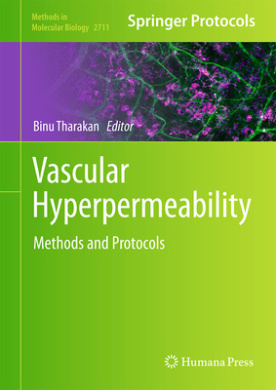 Methods in
Molecular Biology 2711
Springer Protocols
Binu Tharakan Editor
Vascular
Hyperpermeability
Methods and Protocols
Humana Press